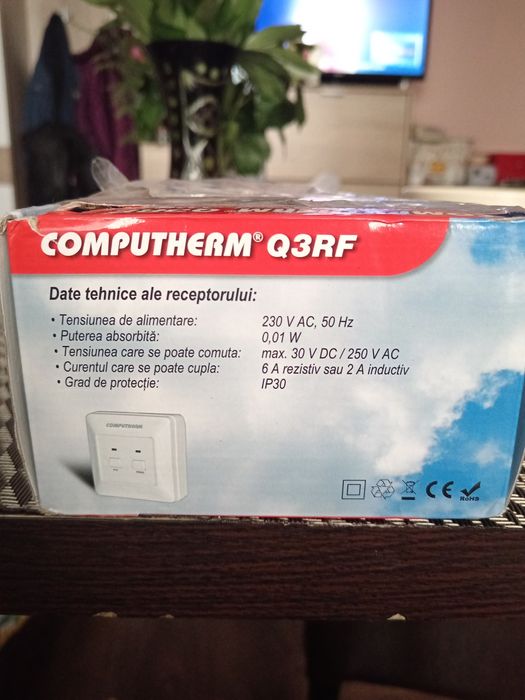 COMPUTHERM® Q3RF
Date tehnice ale receptorului:
• Tensiunea de alimentare: 230 V AC, 50 Hz
• Puterea absorbită: 0,01 W
• Tensiunea care se poate comuta: max. 30 V DC / 250 V AC
• Curentul care se poate cupla: 6 A rezistiv sau 2 A inductiv
• Grad de protecţie: IP30
COMPUTHERM
CE RoHS